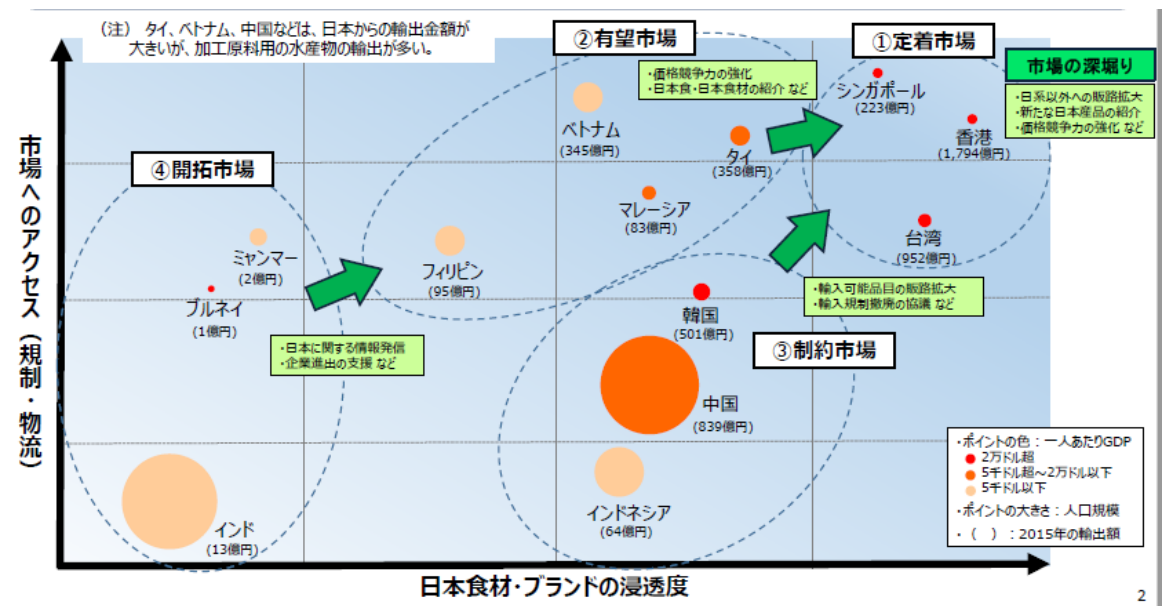 （注） タイ、ベトナム、中国などは、日本からの輸出金額が
大きいが、加工原料用の水産物の輸出が多い。
②有望市場
①定着市場
市場の深堀り
・日系以外への販路拡大
・新たな日本産品の紹介
・価格競争力の強化 など
・価格競争力の強化
・日本食・日本食材の紹介 など
シンガポール
(223億円)
香港
(1,794億円)
ベトナム
(345億円)
タイ
(358億円)
④開拓市場
マレーシア
(83億円)
台湾
(952億円)
ミャンマー
(2億円)
フィリピン
(95億円)
ブルネイ
(1億円)
・輸入可能品目の販路拡大
・輸入規制撤廃の協議 など
韓国
(501億円)
③制約市場
・日本に関する情報発信
・企業進出の支援 など
中国
(839億円)
インドネシア
(64億円)
インド
(13億円)
・ポイントの色：一人あたりGDP
2万ドル超
5千ドル超～2万ドル以下
5千ドル以下
・ポイントの大きさ：人口規模
・（ ）：2015年の輸出額
市場へのアクセス（規制・物流）
日本食材・ブランドの浸透度
2